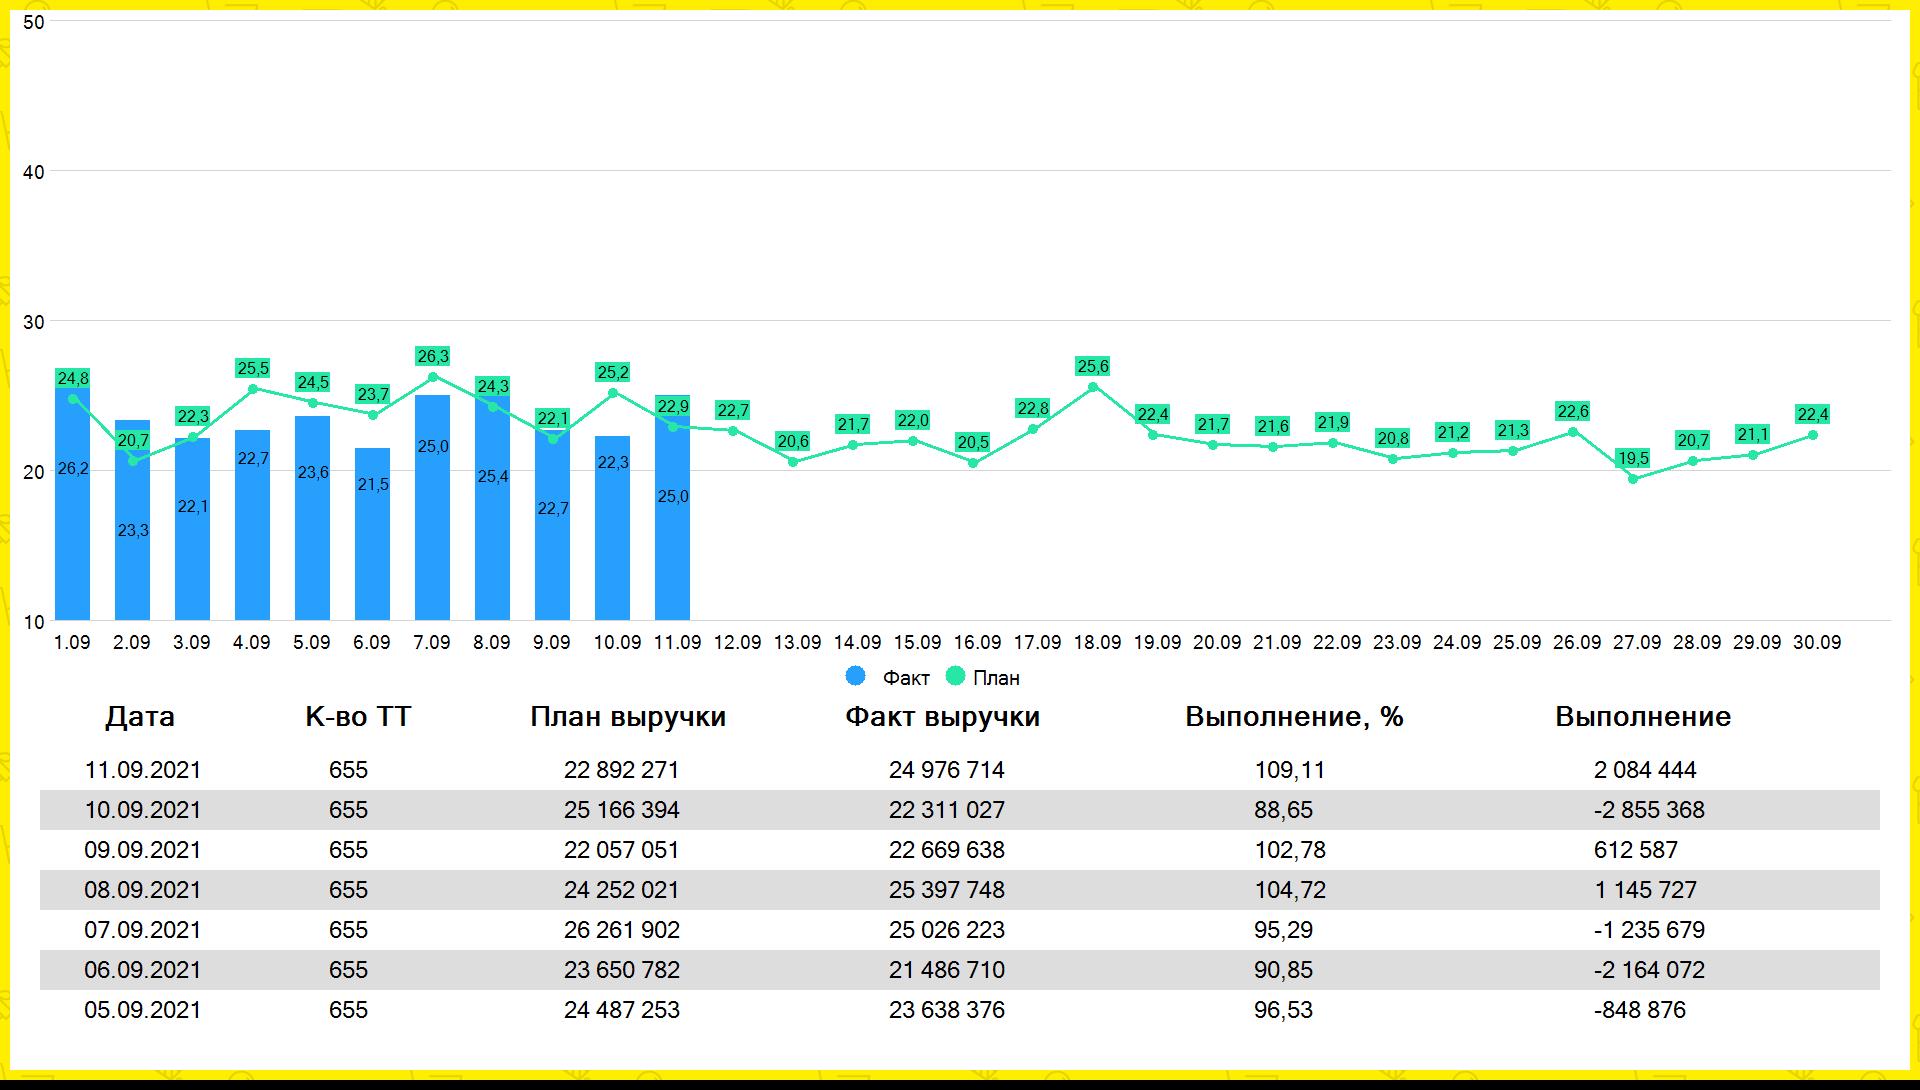 50
40
30
20
10
24,8 20,7 22,3 25,5 24,5 23,7 26,3 24,3 22,1 25,2 22,9 22,7 20,6 21,7 22,0 20,5 22,8 25,6 22,4 21,7 21,6 21,9 20,8 21,2 21,3 22,6 19,5 20,7 21,1 22,4
26,2 23,3 22,1 22,7 23,6 21,5 25,0 25,4 22,7 22,3 25,0
1.09 2.09 3.09 4.09 5.09 6.09 7.09 8.09 9.09 10.09 11.09 12.09 13.09 14.09 15.09 16.09 17.09 18.09 19.09 20.09 21.09 22.09 23.09 24.09 25.09 26.09 27.09 28.09 29.09 30.09
Факт План
Дата К-во ТТ План выручки Факт выручки Выполнение, % Выполнение
11.09.2021 655 22 892 271 24 976 714 109,11 2 084 444
10.09.2021 655 25 166 394 22 311 027 88,65 -2 855 368
09.09.2021 655 22 057 051 22 669 638 102,78 612 587
08.09.2021 655 24 252 021 25 397 748 104,72 1 145 727
07.09.2021 655 26 261 902 25 026 223 95,29 -1 235 679
06.09.2021 655 23 650 782 21 486 710 90,85 -2 164 072
05.09.2021 655 24 487 253 23 638 376 96,53 -848 876